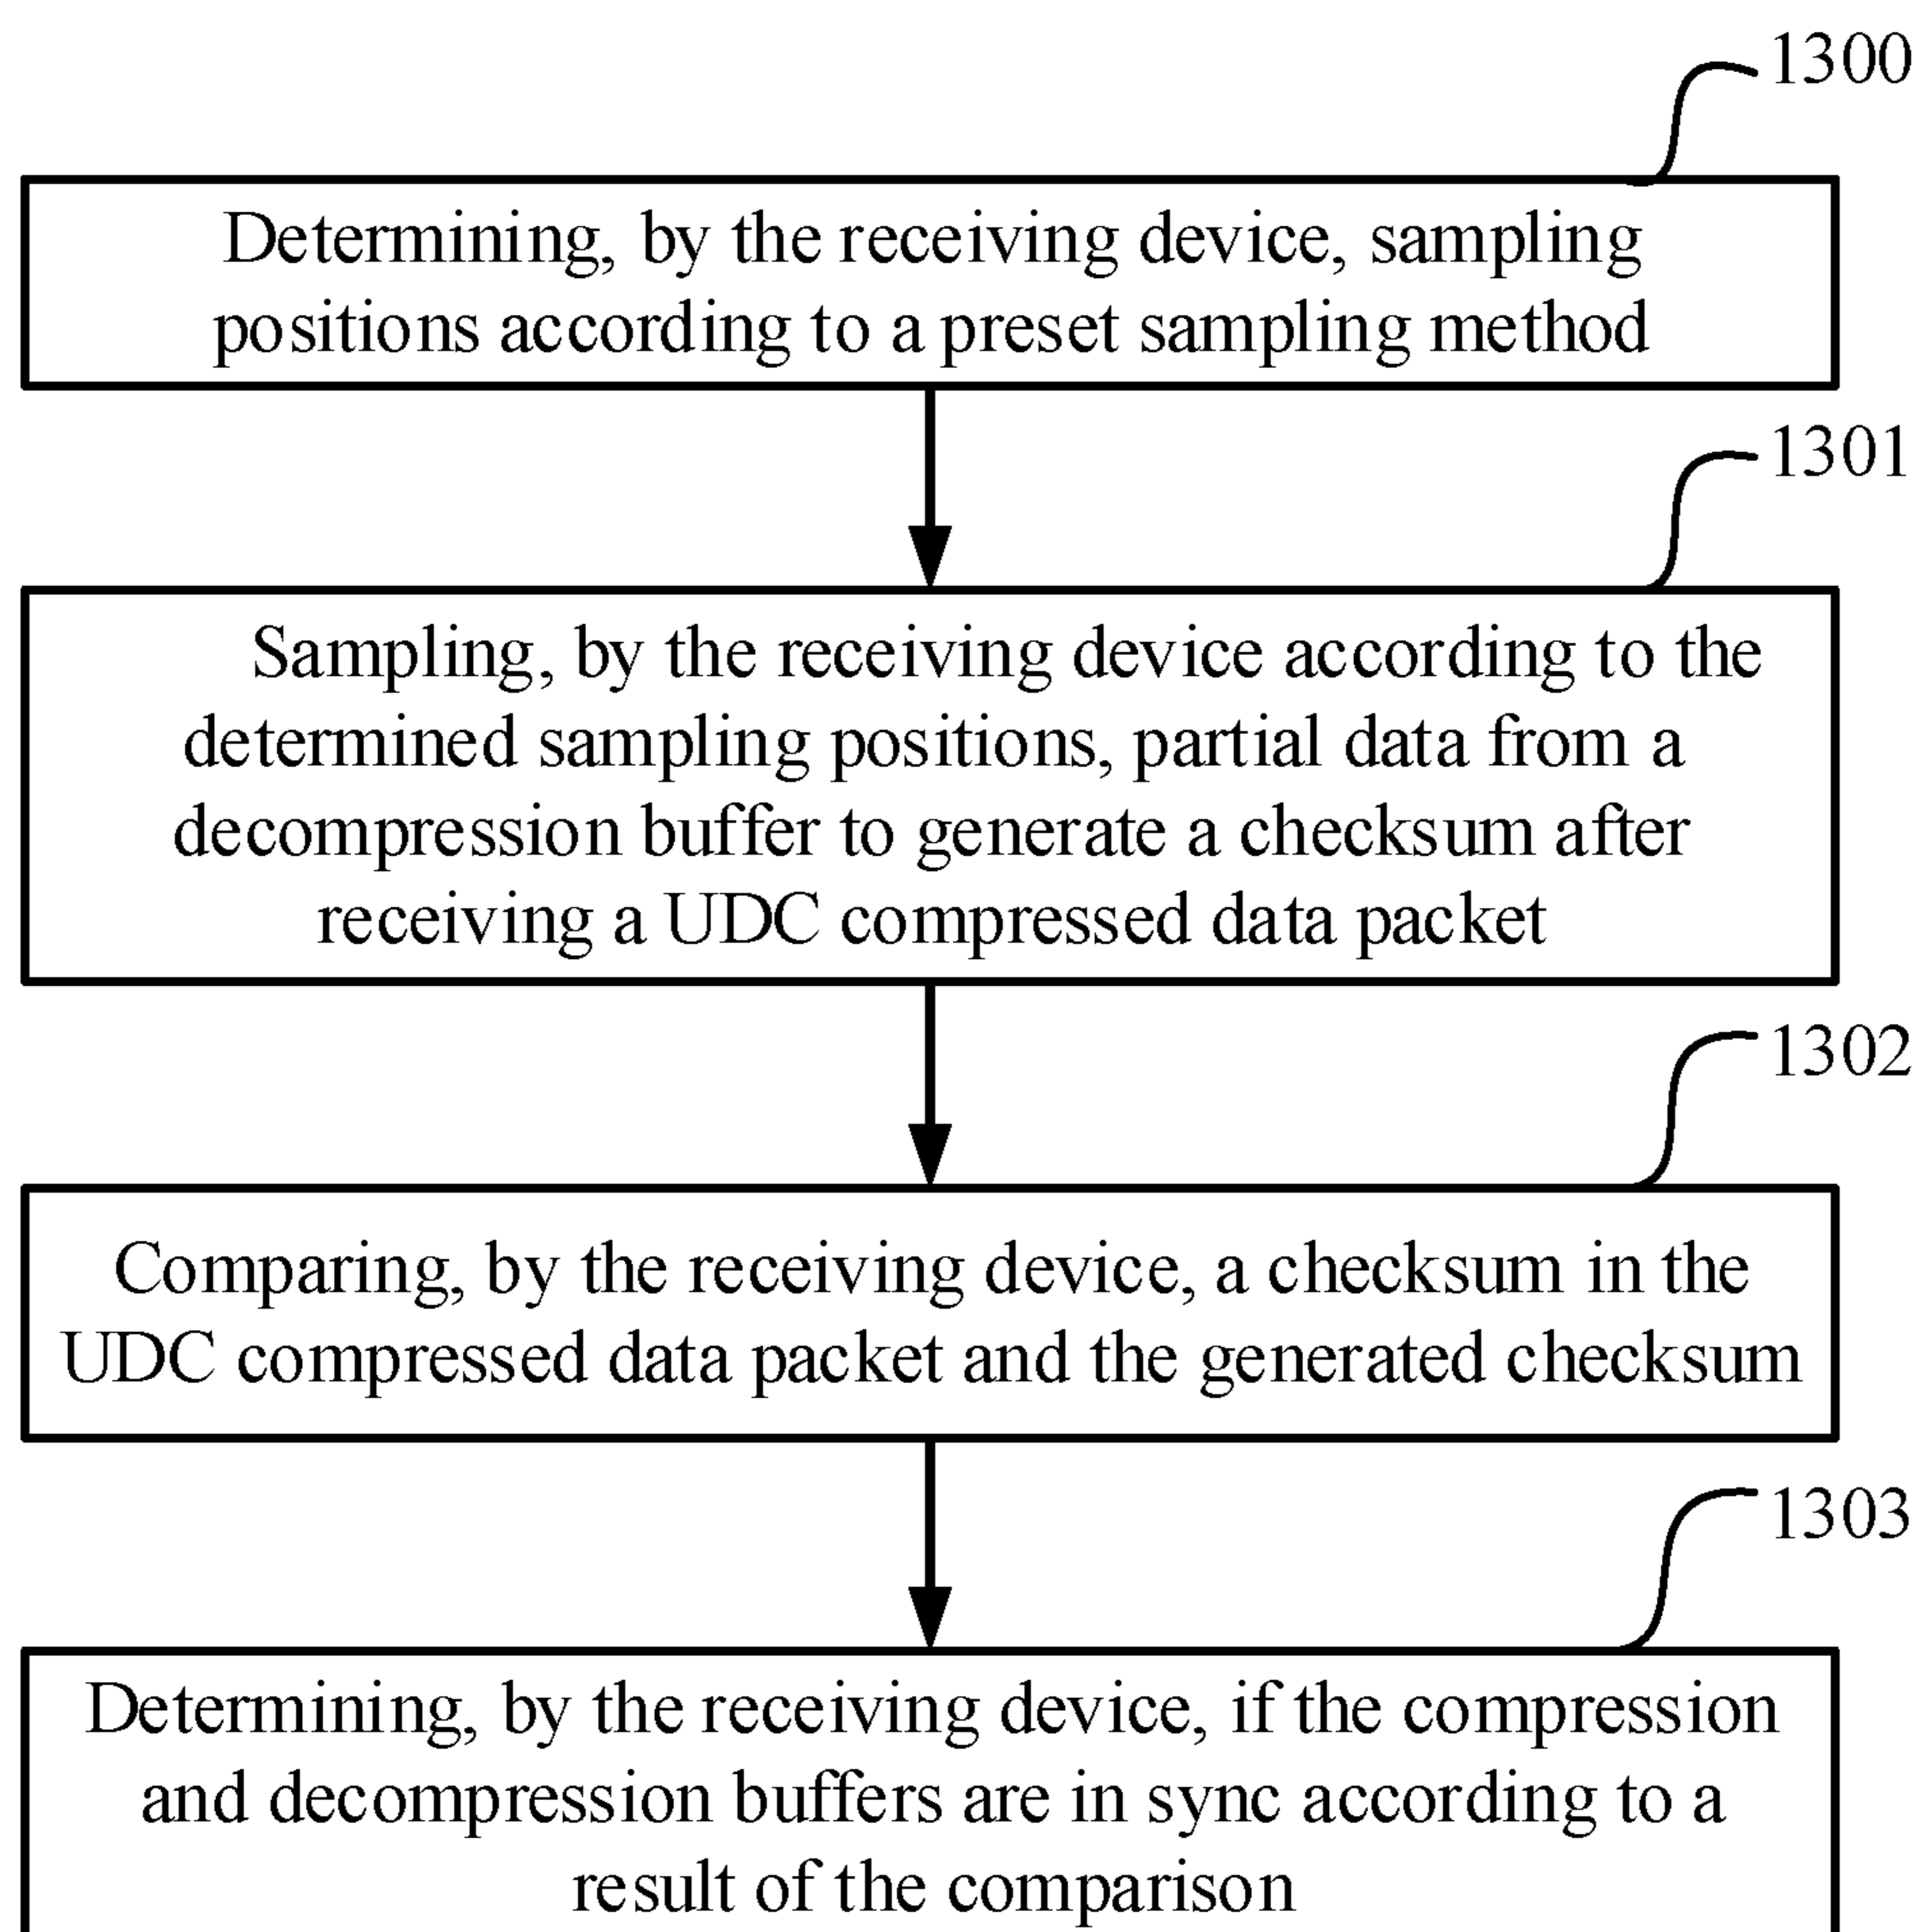 1300
Determining, by the receiving device, sampling
positions according to a preset sampling method
1301
Sampling, by the receiving device according to the
determined sampling positions, partial data from a
decompression buffer to generate a checksum after
receiving a UDC compressed data packet
1302
Comparing, by the receiving device, a checksum in the
UDC compressed data packet and the generated checksum
1303
Determining, by the receiving device, if the compression
and decompression buffers are in sync according to a
result of the comparison